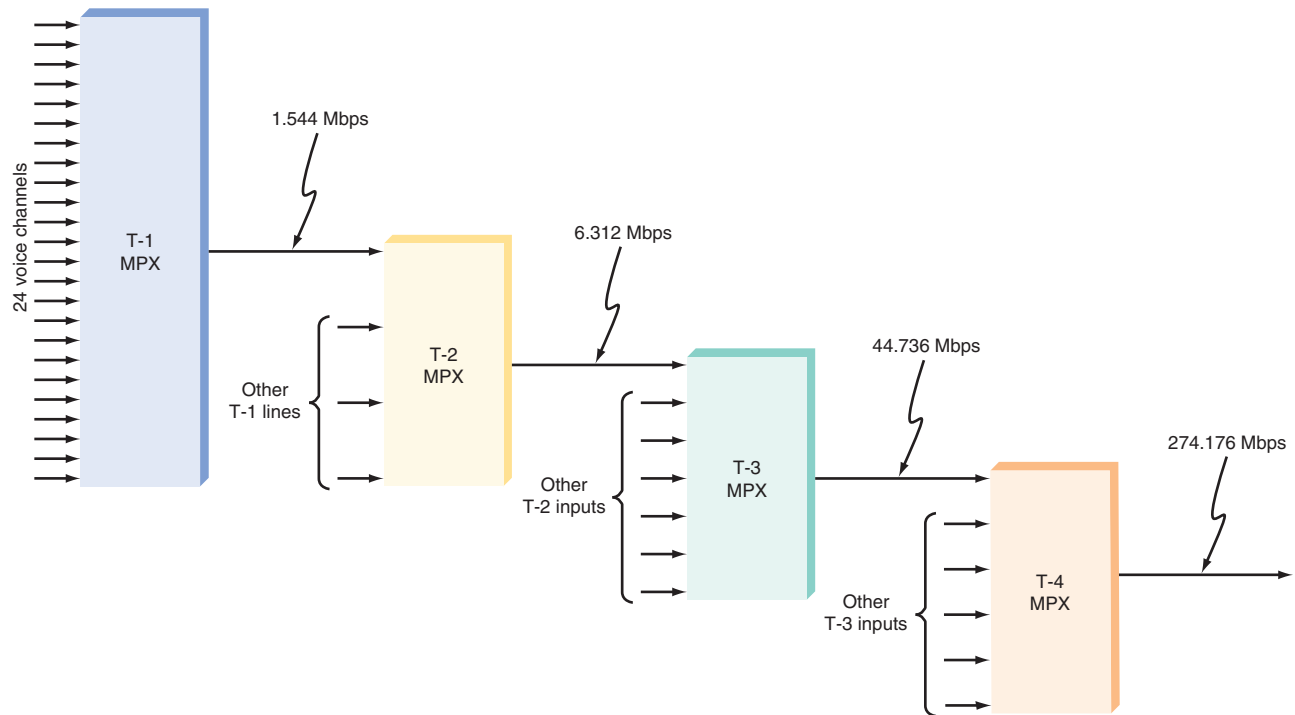 24 voice channels
T-1
MPX
1.544 Mbps
Other
T-1 lines
T-2
MPX
6.312 Mbps
Other
T-2 inputs
T-3
MPX
44.736 Mbps
Other
T-3 inputs
T-4
MPX
274.176 Mbps